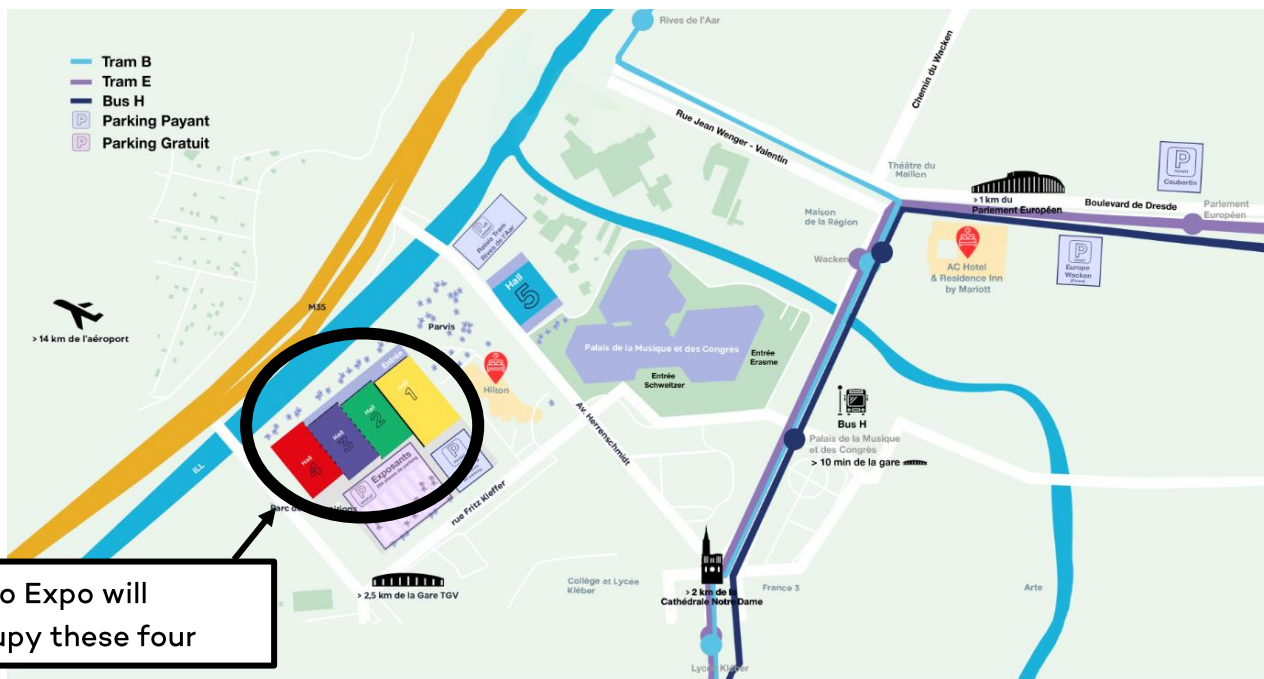 Tram B
Tram E
Bus H
P Parking Payant
P Parking Gratuit
Rives de l'Aar
Chemin du Wacken
Rue Jean Wenger - Valentin
Théâtre du
Maillon
> 1 km du
Parlement Européen
P
Coubertin
Boulevard de Dresde
Parlement
Européen
Maison
de la Région
Wacken
AC Hotel
& Residence Inn
by Mariott
P
Europe
Wacken
P
Relais Tram
Rives de l'Aar
Hall
5
M35
> 14 km de l'aéroport
Parvis
Palais de la Musique et des Congrès
Entrée
Erasme
Entrée
Schweitzer
Hilton
Entrée
1
Hall
2
Hall
3
Hall
4
ILL
Av. Herrenschmidt
Bus H
Palais de la Musique
et des Congrès
> 10 min de la gare
P
Exposants
P
rue Fritz Kieffer
> 2,5 km de la Gare TGV
Collège et Lycée
Kléber
> 2 km de la
Cathédrale Notre Dame
France 3
Arte
Lycée Kléber
o Expo will
upy these four